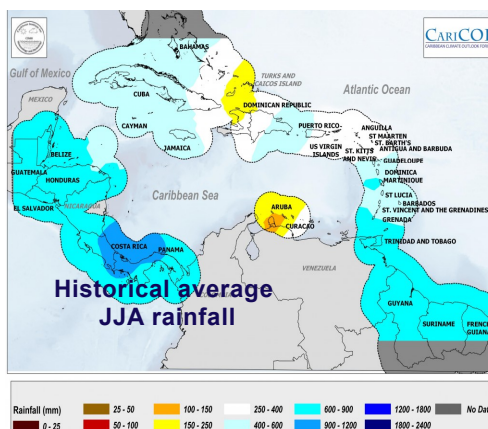 CARICOF
CARIBBEAN CLIMATE OUTLOOK FORUM
BAHAMAS
Gulf of Mexico
TURKS AND
CAICOS ISLAND
Atlantic Ocean
MEXICO
CUBA
DOMINICAN REPUBLIC
CAYMAN
JAMAICA
PUERTO RICO
US VIRGIN
ISLANDS
ANGUILLA
ST MAARTEN
ST. BARTH'S
ST. KITTS
AND NEVIS
ANTIGUA AND BARBUDA
GUADELOUPE
DOMINICA
MARTINIQUE
BELIZE
GUATEMALA
HONDURAS
Caribbean Sea
ST LUCIA
BARBADOS
ST. VINCENT AND THE GRENADINES
GRENADA
EL SALVADOR
NICARAGUA
ARUBA
CURACAO
TRINIDAD AND TOBAGO
COSTA RICA
PANAMA
VENEZUELA
GUYANA
SURINAME
FRENCH
GUIANA
Historical average
JJA rainfall
Rainfall (mm)
0 - 25
25 - 50
50 - 100
100 - 150
150 - 250
250 - 400
400 - 600
600 - 900
900 - 1200
1200 - 1800
1800 - 2400
No Dat